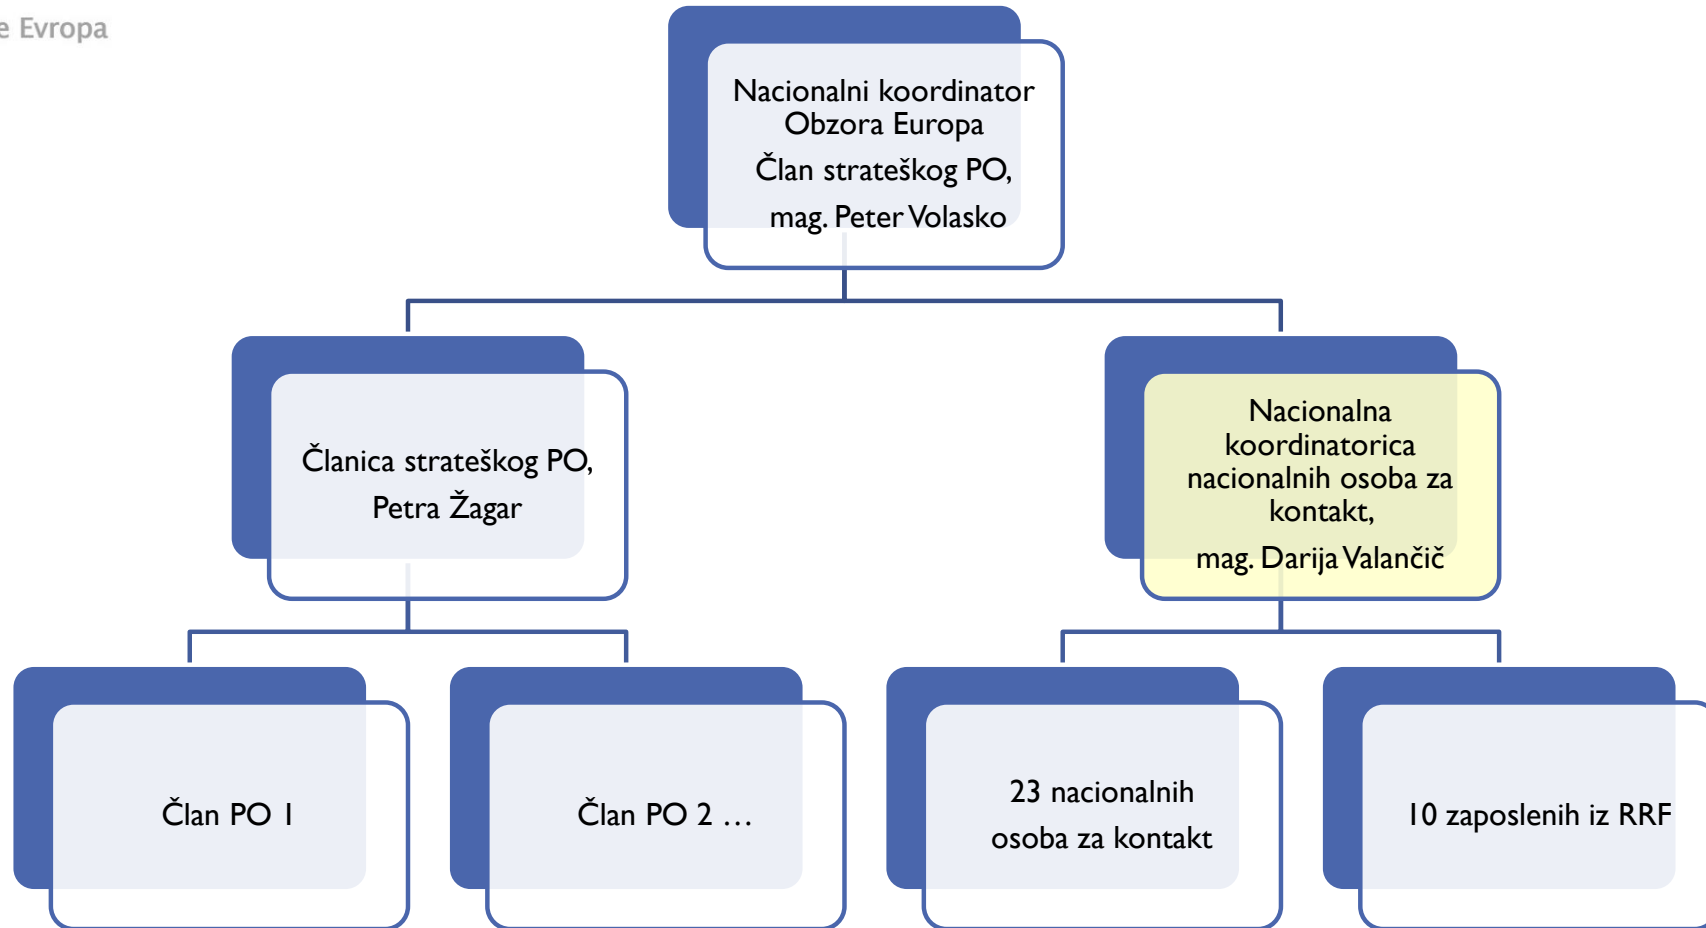 e Evropa
Nacionalni koordinator
Obzora Europa
Član strateškog PO,
mag. Peter Volasko
Članica strateškog PO,
Petra Žagar
Nacionalna
koordinatorica
nacionalnih osoba za
kontakt,
mag. Darija Valančič
Član PO 1
Član PO 2 …
23 nacionalnih
osoba za kontakt
10 zaposlenih iz RRF